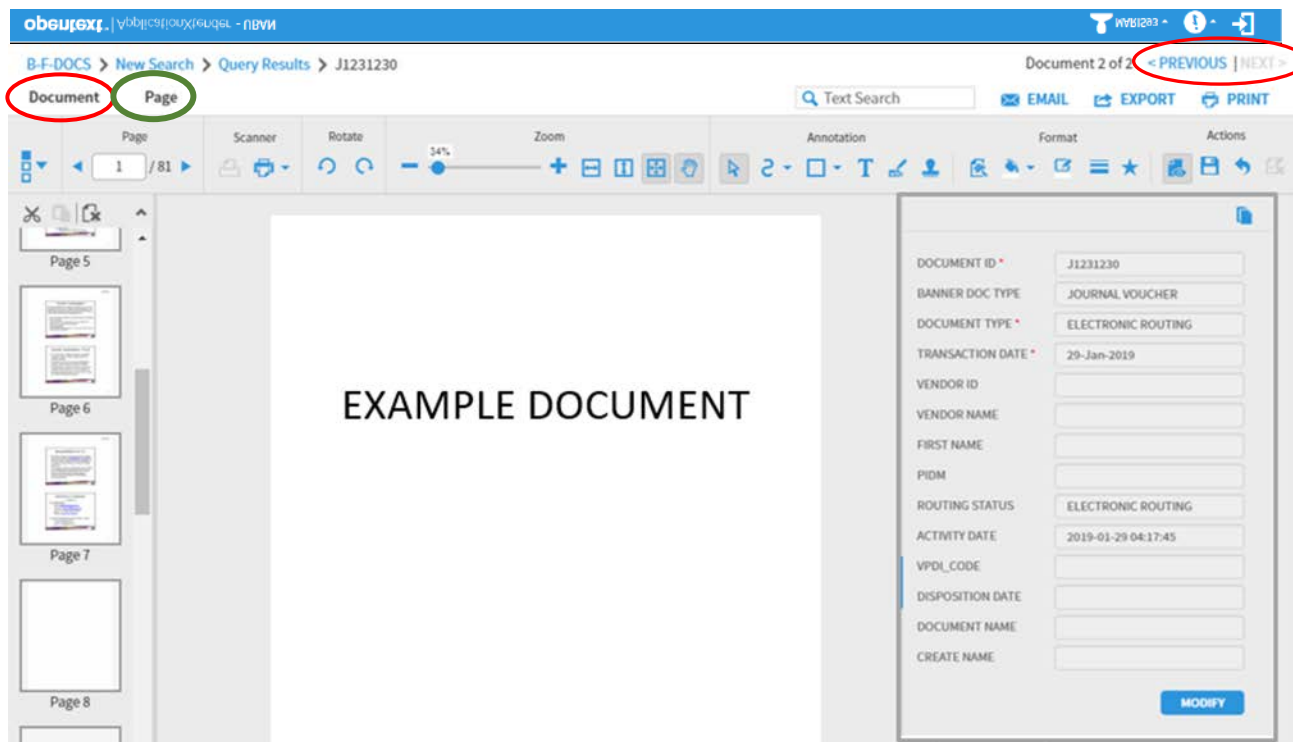 opentext | ApplicationXtender - UBAN
B-F-DOCS > New Search > Query Results > J1231230
Document 2 of 2 < PREVIOUS | NEXT >
Document Page
Text Search EMAIL EXPORT PRINT
Page Scanner Rotate Zoom Annotation Format Actions
34%
1 / 81
T
Page 5
Page 6
Page 7
Page 8
EXAMPLE DOCUMENT
DOCUMENT ID * J1231230
BANNER DOC TYPE JOURNAL VOUCHER
DOCUMENT TYPE * ELECTRONIC ROUTING
TRANSACTION DATE * 29-Jan-2019
VENDOR ID
VENDOR NAME
FIRST NAME
PIDM
ROUTING STATUS ELECTRONIC ROUTING
ACTIVITY DATE 2019-01-29 04:17:45
VPDI_CODE
DISPOSITION DATE
DOCUMENT NAME
CREATE NAME
MODIFY